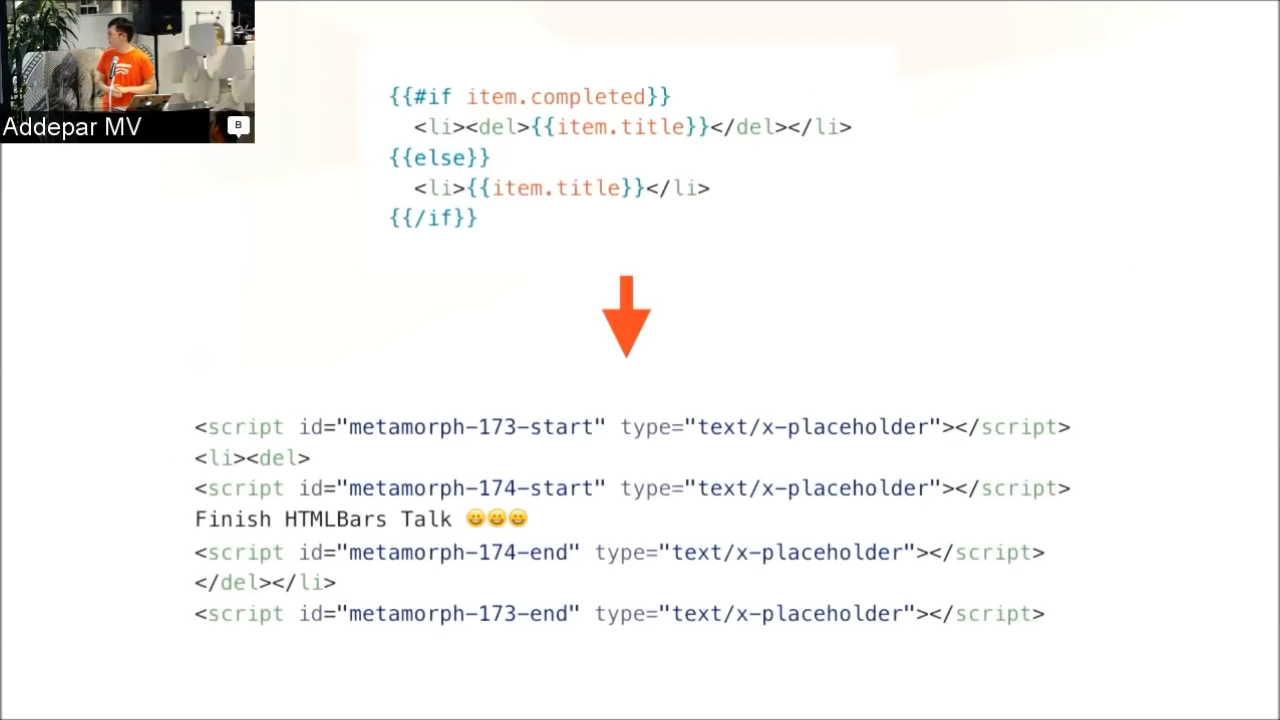 Addepar MV
B
{{#if item.completed}}
<li><del>{{item.title}}</del></li>
{{else}}
<li>{{item.title}}</li>
{{/if}}
<script id="metamorph-173-start" type="text/x-placeholder"></script>
<li><del>
<script id="metamorph-174-start" type="text/x-placeholder"></script>
Finish HTMLBars Talk 😀😀😀
<script id="metamorph-174-end" type="text/x-placeholder"></script>
</del></li>
<script id="metamorph-173-end" type="text/x-placeholder"></script>